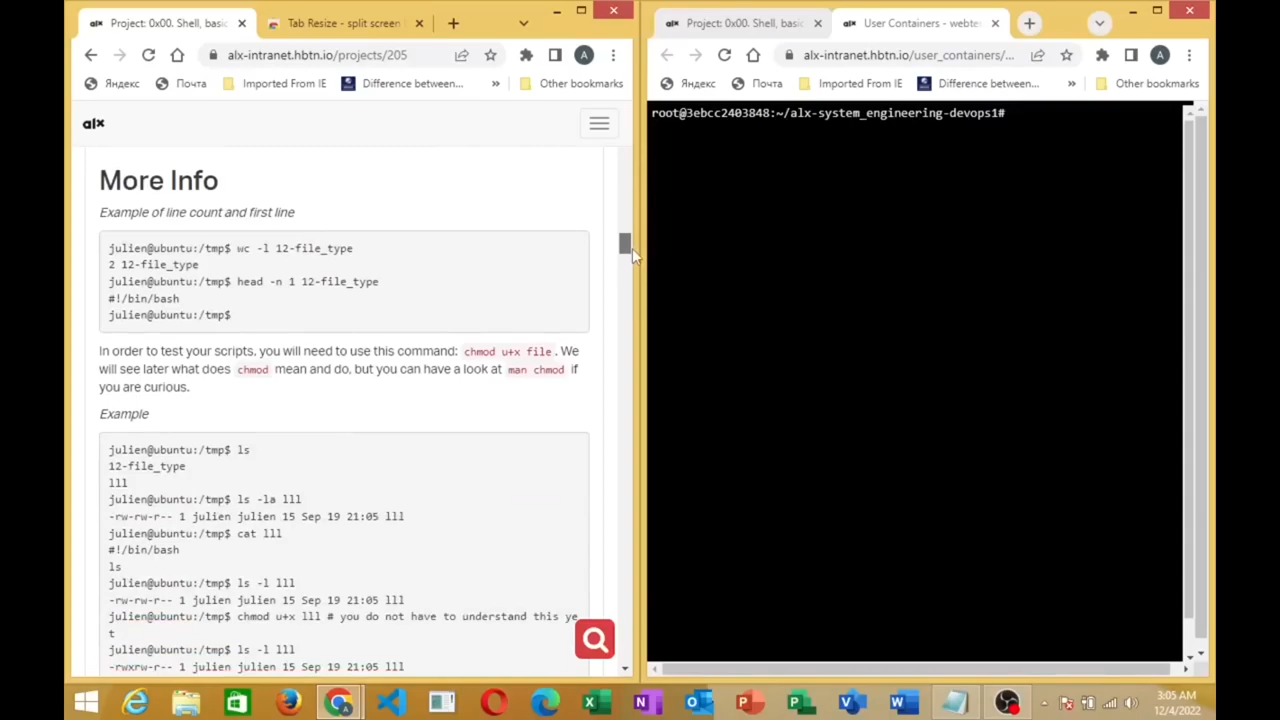 Project: 0x00. Shell, basic
Tab Resize - split screen
alx-intranet.hbtn.io/projects/205
Яндекс
Почта
Imported From IE
Difference between...
»
Other bookmarks
alx
More Info
Example of line count and first line
julien@ubuntu:/tmp$ wc -l 12-file_type
2 12-file_type
julien@ubuntu:/tmp$ head -n 1 12-file_type
#!/bin/bash
julien@ubuntu:/tmp$
In order to test your scripts, you will need to use this command: chmod u+x file. We
will see later what does chmod mean and do, but you can have a look at man chmod if
you are curious.
Example
julien@ubuntu:/tmp$ ls
12-file_type
lll
julien@ubuntu:/tmp$ ls -la lll
-rw-rw-r-- 1 julien julien 15 Sep 19 21:05 lll
julien@ubuntu:/tmp$ cat lll
#!/bin/bash
ls
julien@ubuntu:/tmp$ ls -l lll
-rw-rw-r-- 1 julien julien 15 Sep 19 21:05 lll
julien@ubuntu:/tmp$ chmod u+x lll # you do not have to understand this ye
t
julien@ubuntu:/tmp$ ls -l lll
-rwxrw-r-- 1 julien julien 15 Sep 19 21:05 lll
Project: 0x00. Shell, basic
User Containers - webte
alx-intranet.hbtn.io/user_containers/...
Яндекс
Почта
Imported From IE
Difference between...
»
Other bookmarks
root@3ebcc2403848:~/alx-system_engineering-devops1#
3:05 AM
12/4/2022